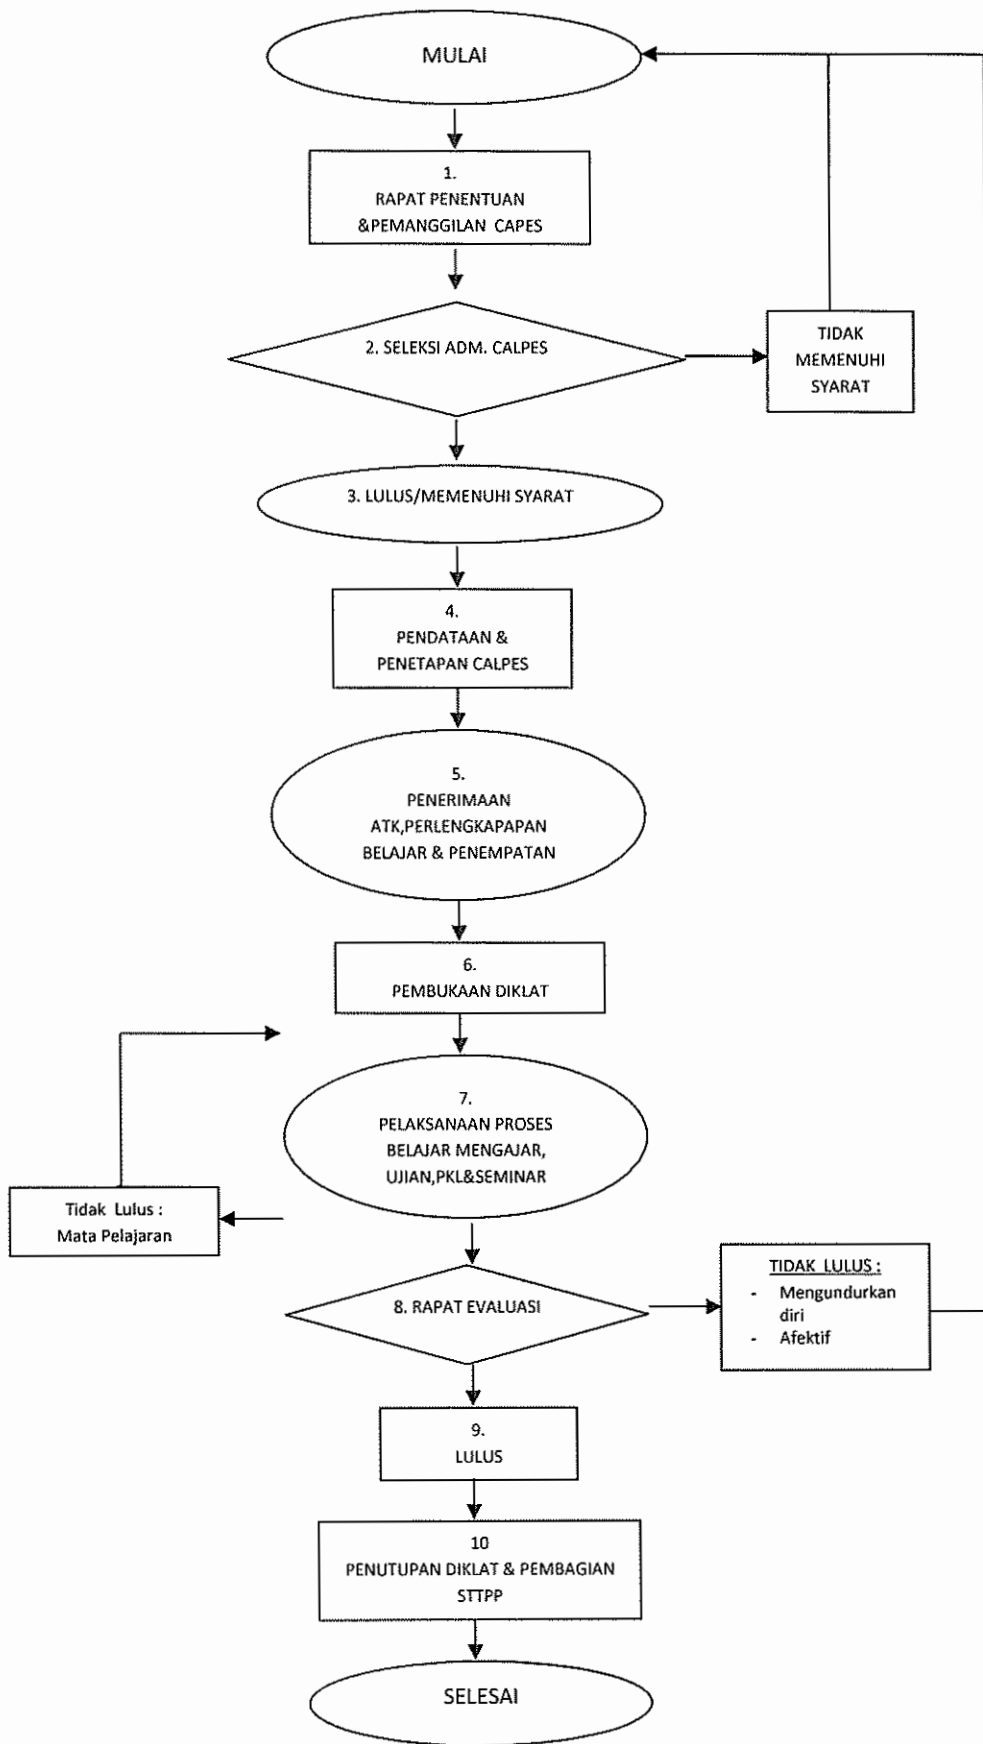 MULAI
1.
RAPAT PENENTUAN
&PEMANGGILAN CAPES
2. SELEKSI ADM. CALPES
TIDAK
MEMENUHI
SYARAT
3. LULUS/MEMENUHI SYARAT
4.
PENDATAAN &
PENETAPAN CALPES
5.
PENERIMAAN
ATK,PERLENGKAPAPAN
BELAJAR & PENEMPATAN
6.
PEMBUKAAN DIKLAT
7.
PELAKSANAAN PROSES
BELAJAR MENGAJAR,
UJIAN,PKL&SEMINAR
Tidak Lulus :
Mata Pelajaran
8. RAPAT EVALUASI
TIDAK LULUS :
- Mengundurkan
diri
- Afektif
9.
LULUS
10
PENUTUPAN DIKLAT & PEMBAGIAN
STTPP
SELESAI